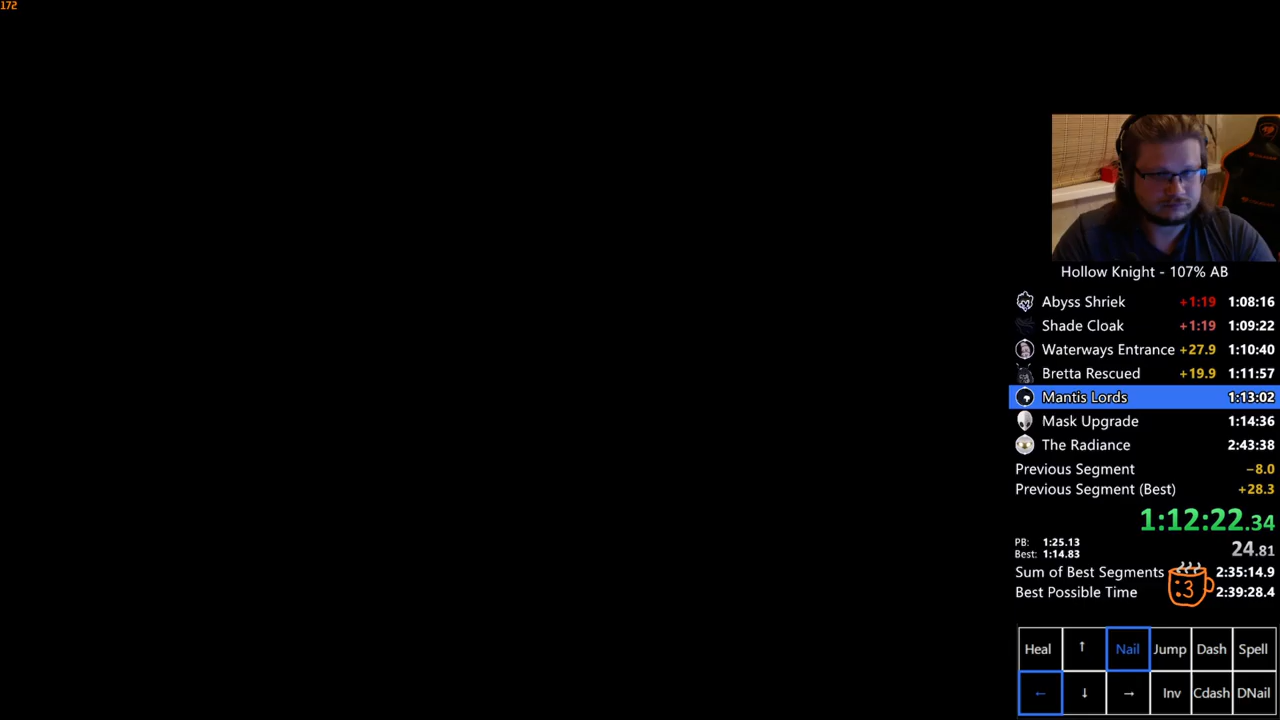 172
Hollow Knight - 107% AB
Abyss Shriek +1:19 1:08:16
Shade Cloak +1:19 1:09:22
Waterways Entrance +27.9 1:10:40
Bretta Rescued +19.9 1:11:57
Mantis Lords 1:13:02
Mask Upgrade 1:14:36
The Radiance 2:43:38
Previous Segment −8.0
Previous Segment (Best) +28.3
1:12:22.34
PB: 1:25.13
Best: 1:14.83
24.81
Sum of Best Segments 2:35:14.9
Best Possible Time 2:39:28.4
:3
Heal ↑ Nail Jump Dash Spell
← ↓ → Inv Cdash DNail